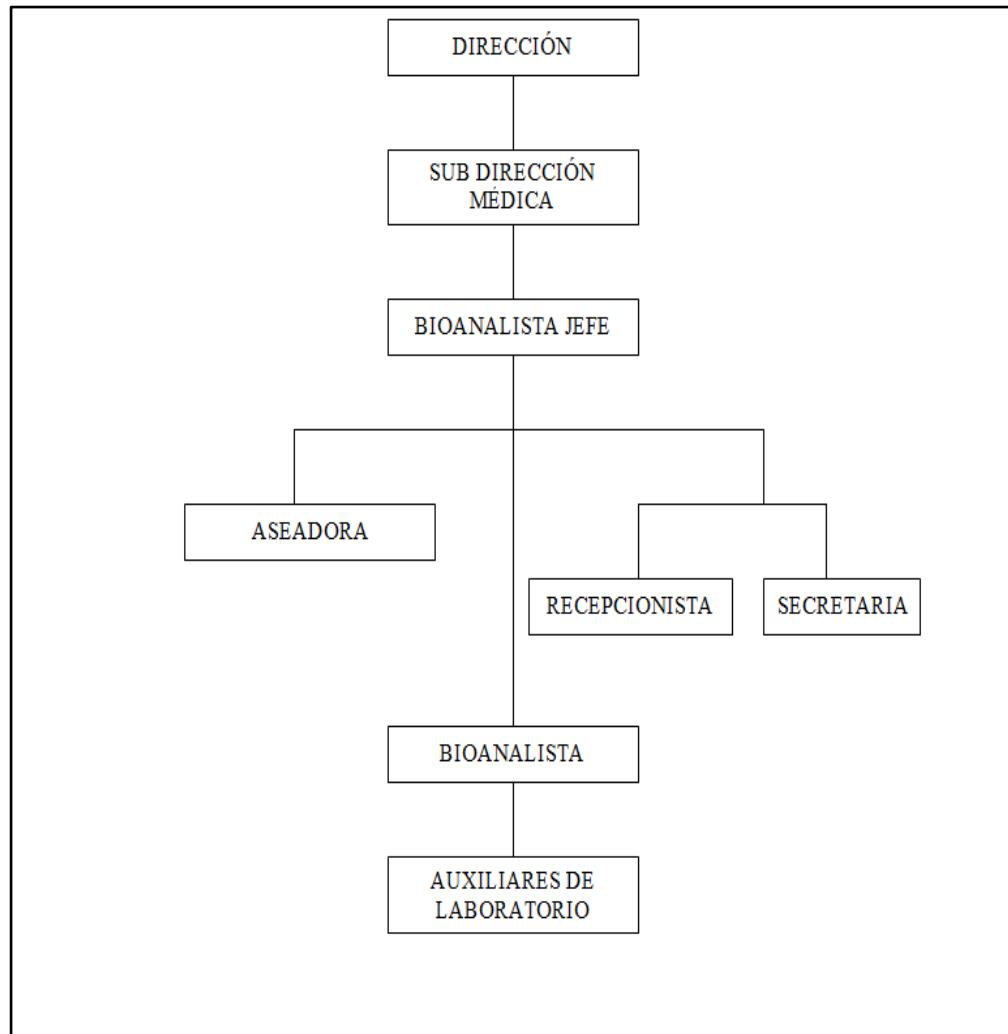 DIRECCIÓN
SUB DIRECCIÓN
MÉDICA
BIOANALISTA JEFE
ASEADORA
RECEPCIONISTA
SECRETARIA
BIOANALISTA
AUXILIARES DE
LABORATORIO